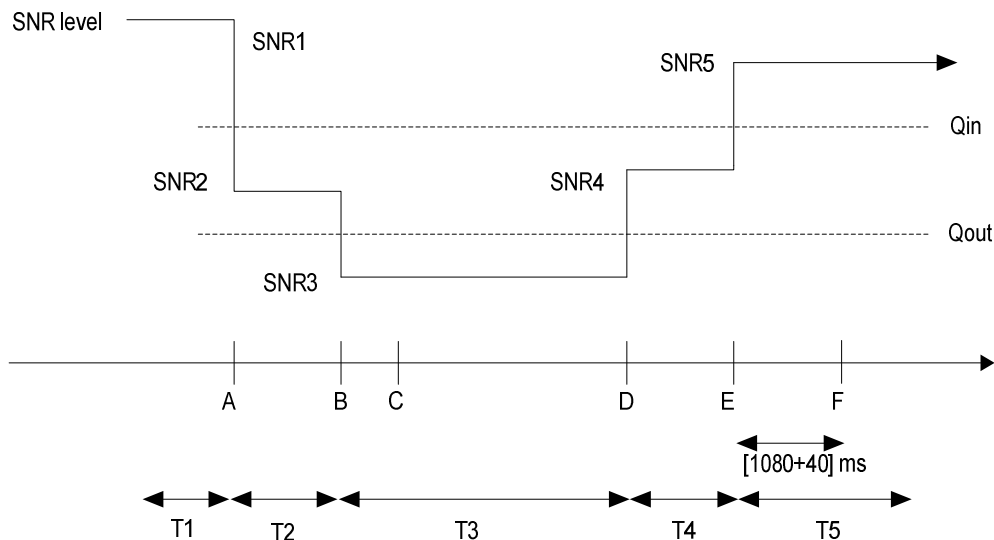 SNR level
SNR1
SNR5
Qin
SNR2
SNR4
Qout
SNR3
A B C D E F
[1080+40] ms
T1 T2 T3 T4 T5